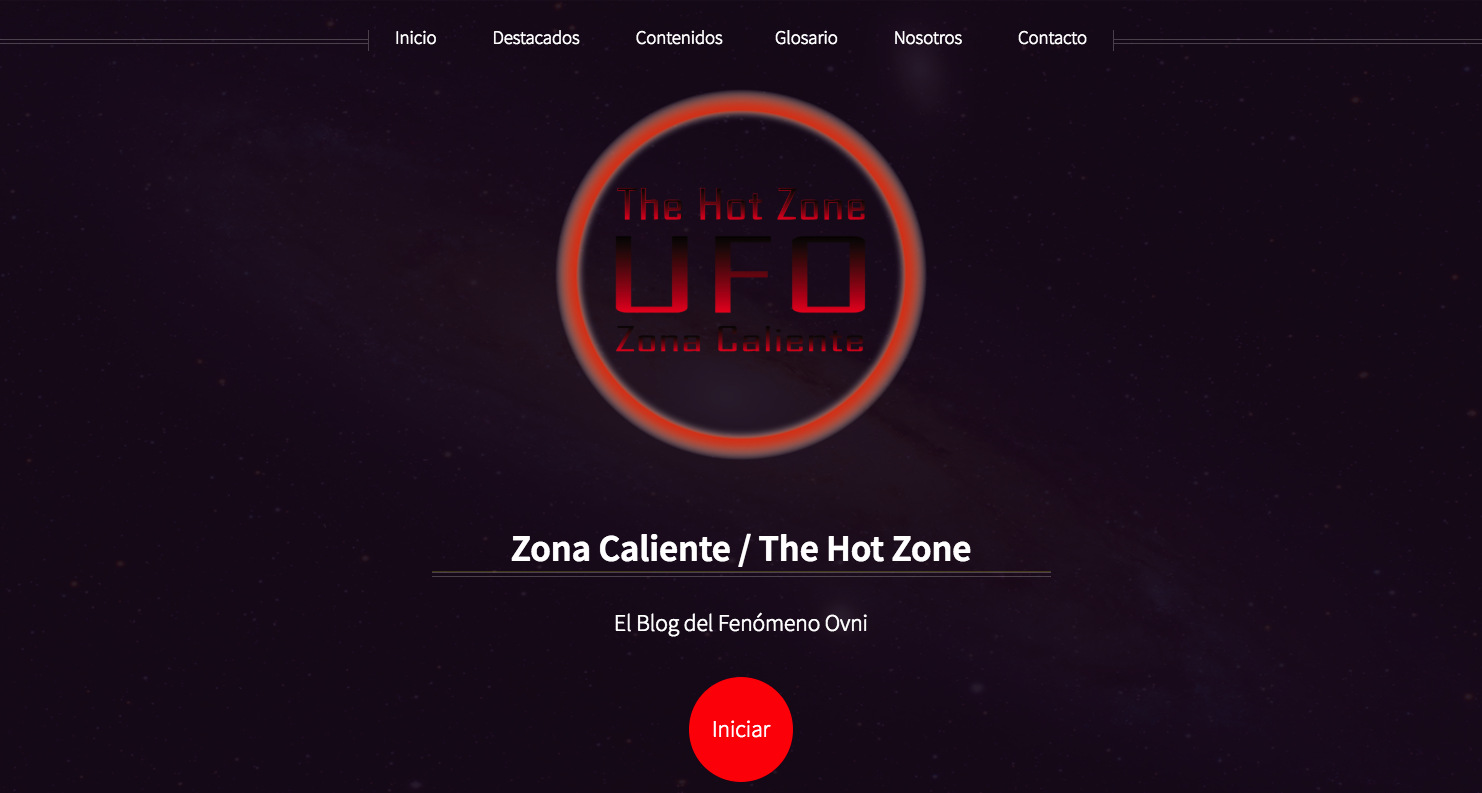 Inicio Destacados Contenidos Glosario Nosotros Contacto
The Hot Zone
UFO
Zona Caliente
Zona Caliente / The Hot Zone
El Blog del Fenómeno Ovni
Iniciar